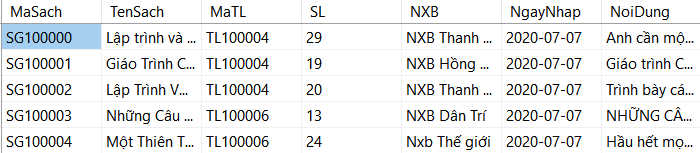 MaSach TenSach MaTL SL NXB NgayNhap NoiDung
SG100000 Lập trình và ... TL100004 29 NXB Thanh ... 2020-07-07 Anh cần mộ...
SG100001 Giáo Trình C... TL100004 19 NXB Hồng ... 2020-07-07 Giáo trình C...
SG100002 Lập Trình V... TL100004 20 NXB Thanh ... 2020-07-07 Trình bày cá...
SG100003 Những Câu ... TL100006 13 NXB Dân Trí 2020-07-07 NHỮNG CÂ...
SG100004 Một Thiên T... TL100006 24 Nxb Thế giới 2020-07-07 Hầu hết mọ...